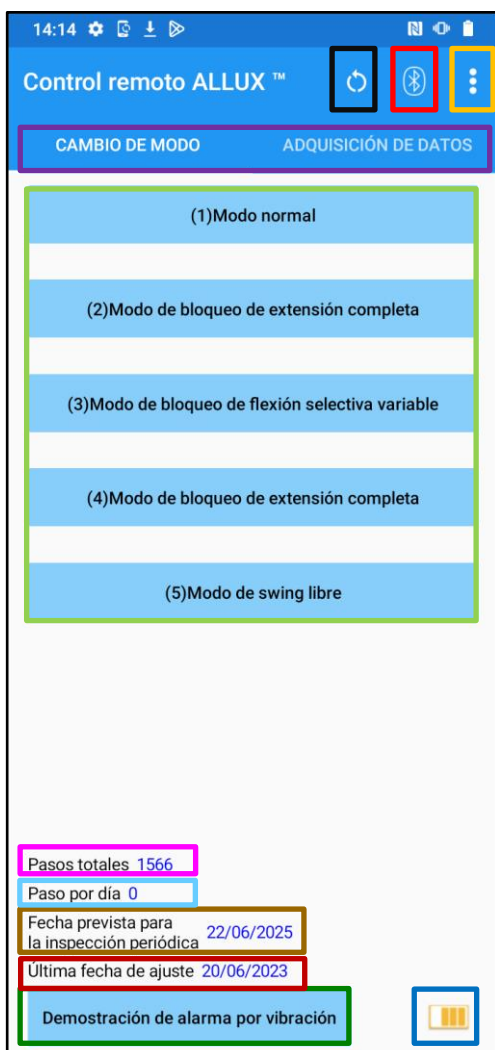 14:14
Control remoto ALLUX ™
CAMBIO DE MODO ADQUISICIÓN DE DATOS
(1)Modo normal
(2)Modo de bloqueo de extensión completa
(3)Modo de bloqueo de flexión selectiva variable
(4)Modo de bloqueo de extensión completa
(5)Modo de swing libre
Pasos totales 1566
Paso por día 0
Fecha prevista para
la inspección periódica 22/06/2025
Última fecha de ajuste 20/06/2023
Demostración de alarma por vibración